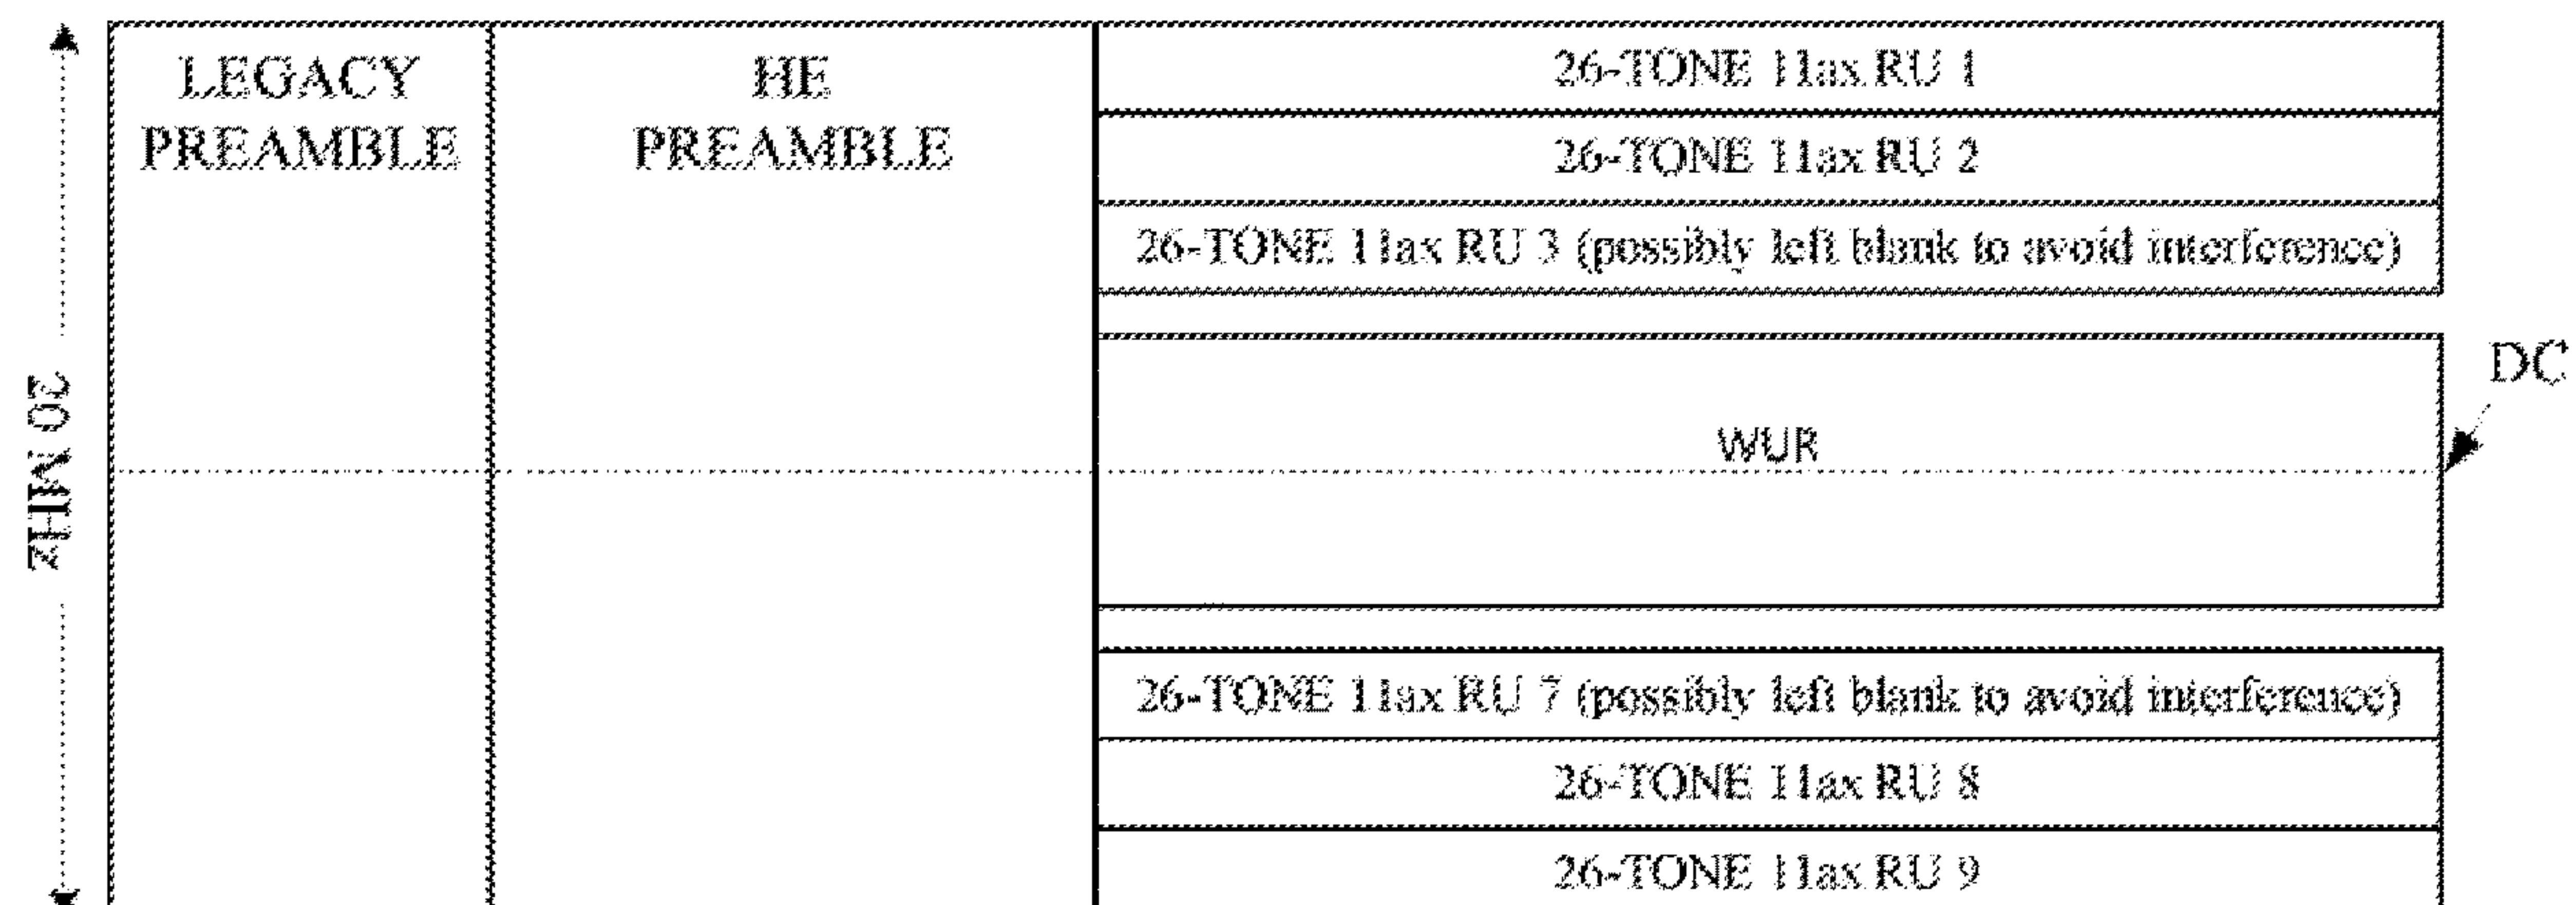 LEGACY
PREAMBLE
HE
PREAMBLE
26-TONE 11ax RU 1
26-TONE 11ax RU 2
26-TONE 11ax RU 3 (possibly left blank to avoid interference)
DC
20 MHz
WUR
26-TONE 11ax RU 7 (possibly left blank to avoid interference)
26-TONE 11ax RU 8
26-TONE 11ax RU 9